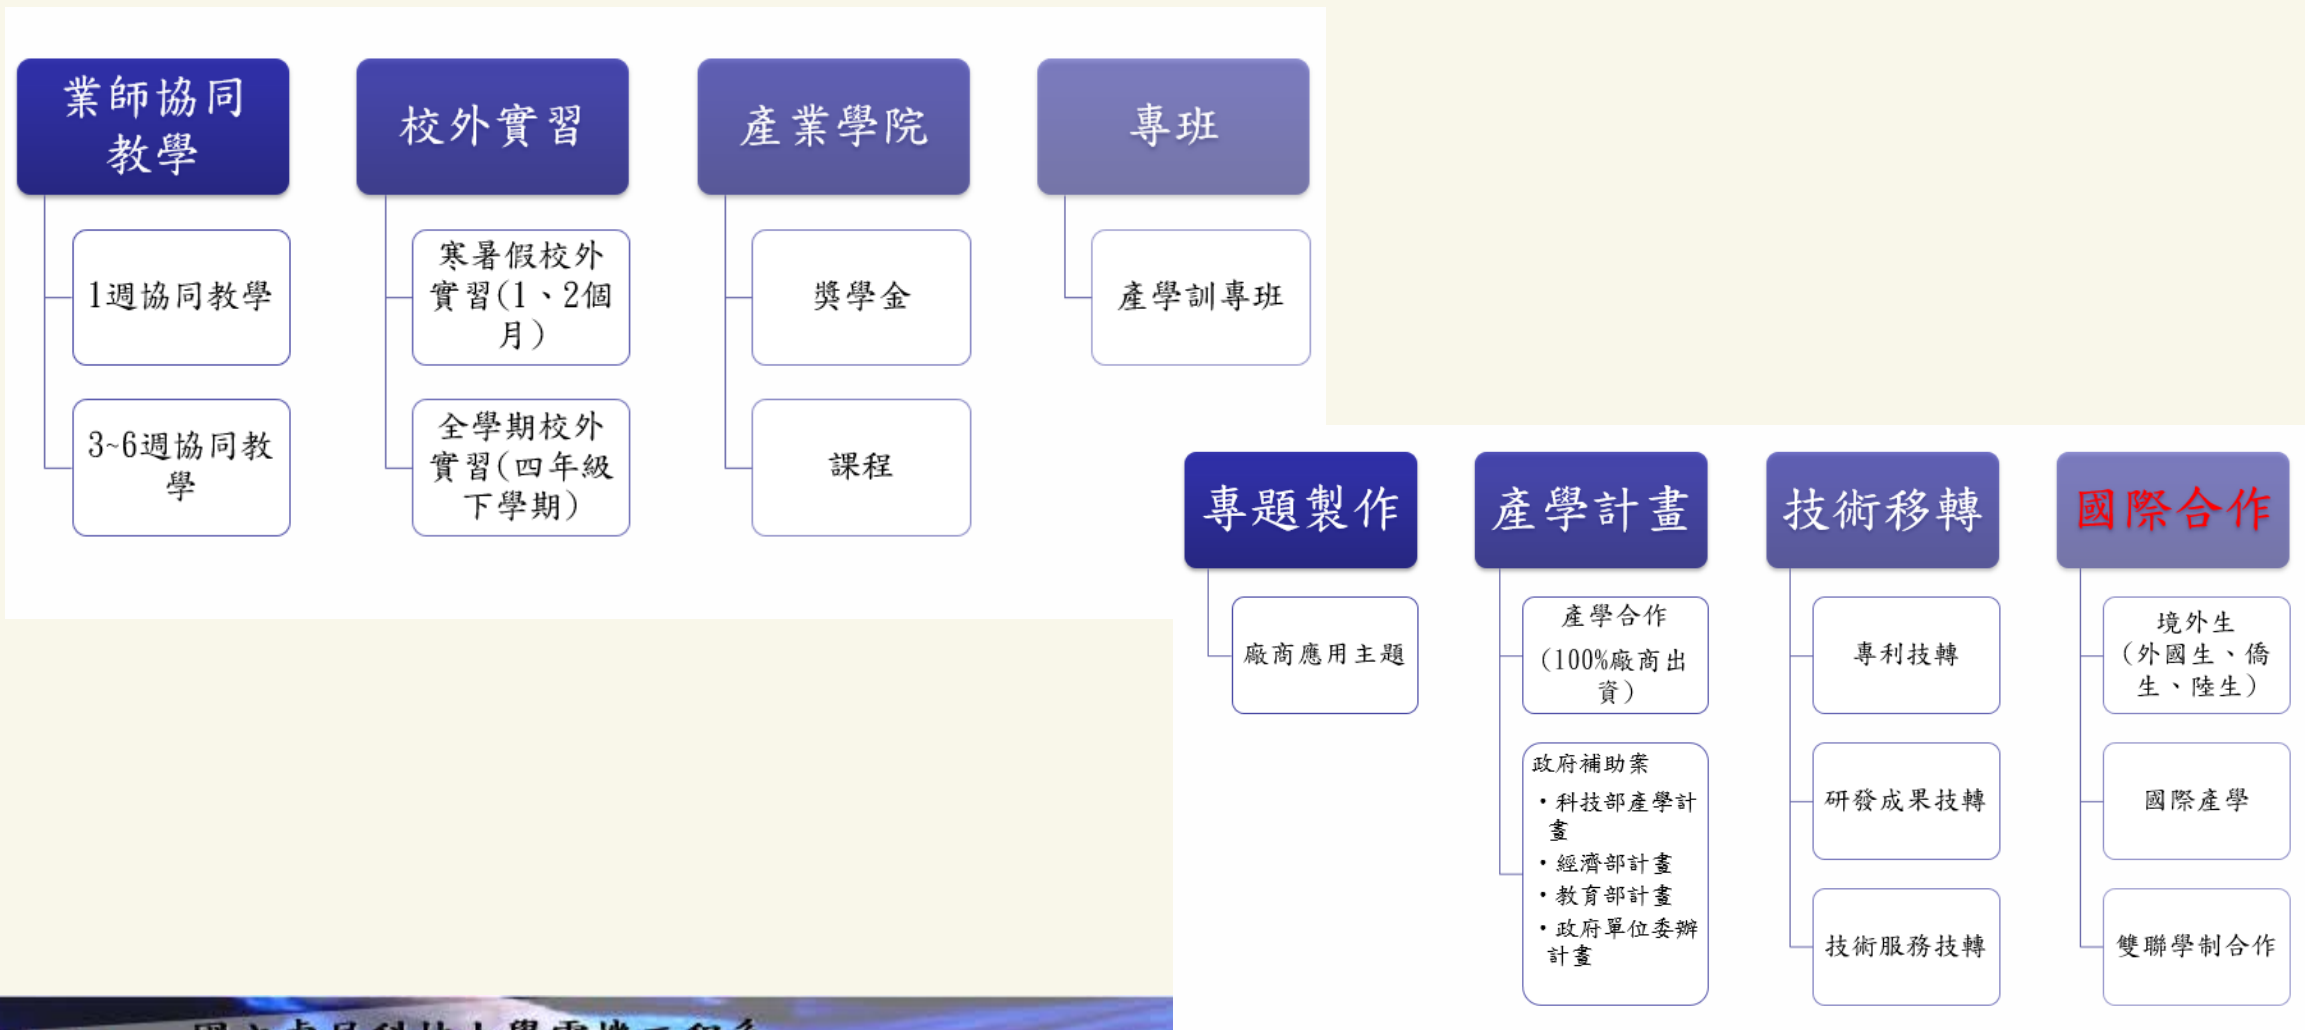 業師協同
教學
1週協同教學
3~6週協同教
學
校外實習
寒暑假校外
實習(1、2個
月)
全學期校外
實習(四年級
下學期)
產業學院
獎學金
課程
專班
產學訓專班
專題製作
廠商應用主題
產學計畫
產學合作
(100%廠商出
資)
政府補助案
•科技部產學計
畫
•經濟部計畫
•教育部計畫
•政府單位委辦
計畫
技術移轉
專利技轉
研發成果技轉
技術服務技轉
國際合作
境外生
(外國生、僑
生、陸生)
國際產學
雙聯學制合作